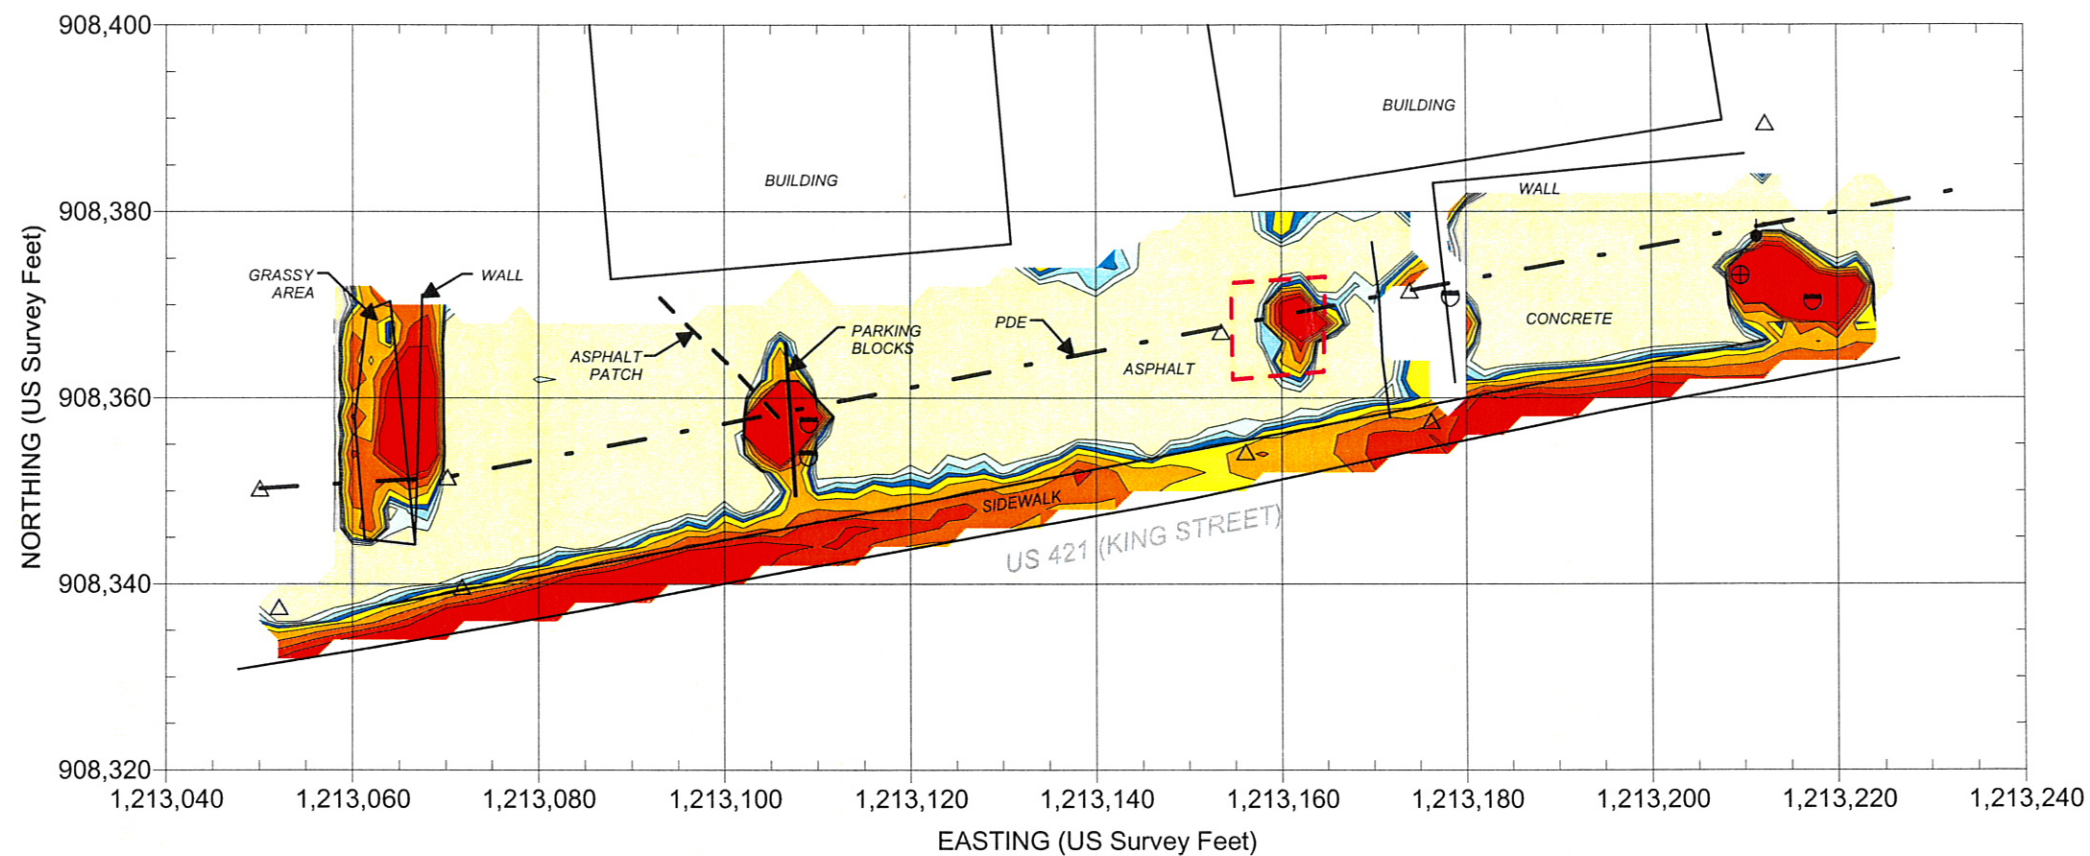 908,400
908,380
908,360
908,340
908,320
NORTHING (US Survey Feet)
BUILDING
BUILDING
WALL
GRASSY
AREA
WALL
PARKING
BLOCKS
PDE
CONCRETE
ASPHALT
PATCH
ASPHALT
SIDEWALK
US 421 (KING STREET)
1,213,040
1,213,060
1,213,080
1,213,100
1,213,120
1,213,140
1,213,160
1,213,180
1,213,200
1,213,220
1,213,240
EASTING (US Survey Feet)